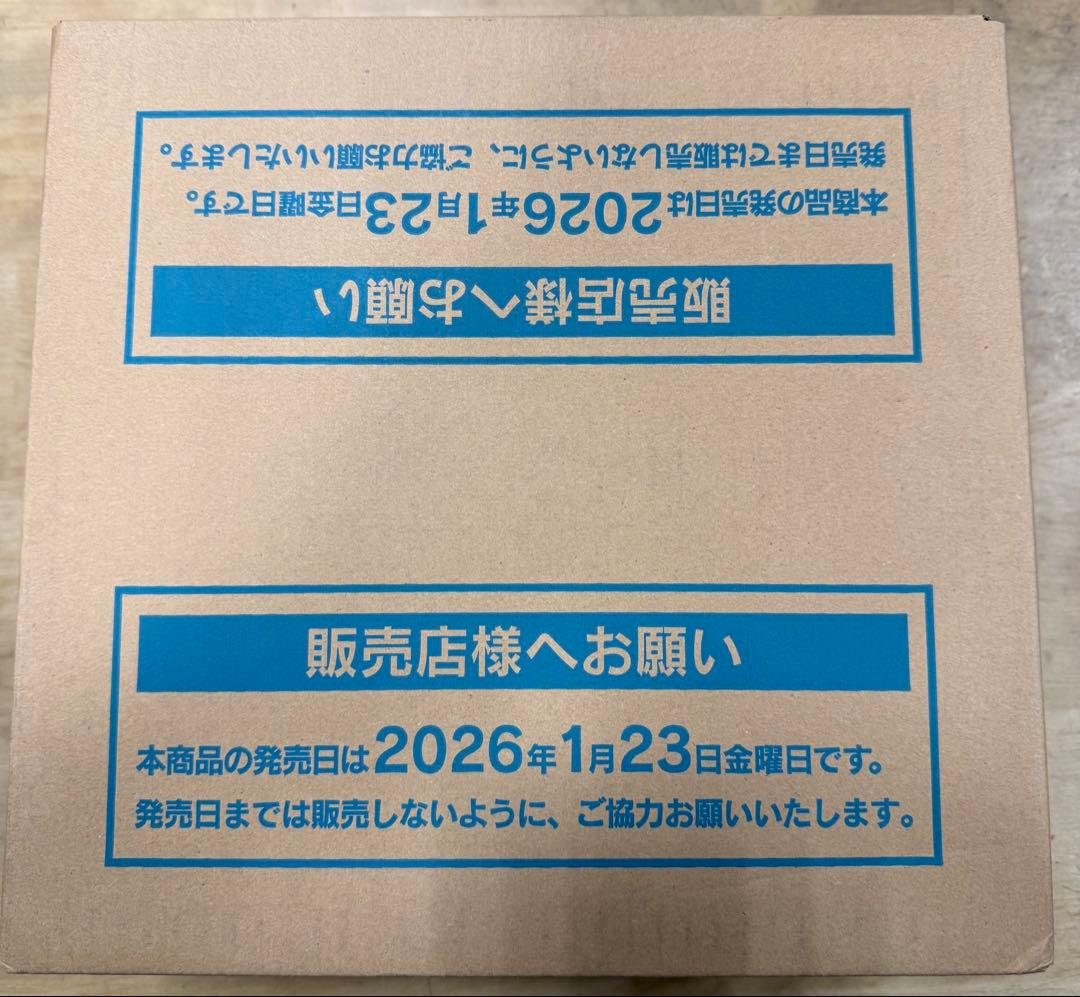 販売店様へお願い
本商品の発売日は2026年1月23日金曜日です。
発売日までは販売しないように、ご協力お願いいたします。
販売店様へお願い
本商品の発売日は2026年1月23日金曜日です。
発売日までは販売しないように、ご協力お願いいたします。